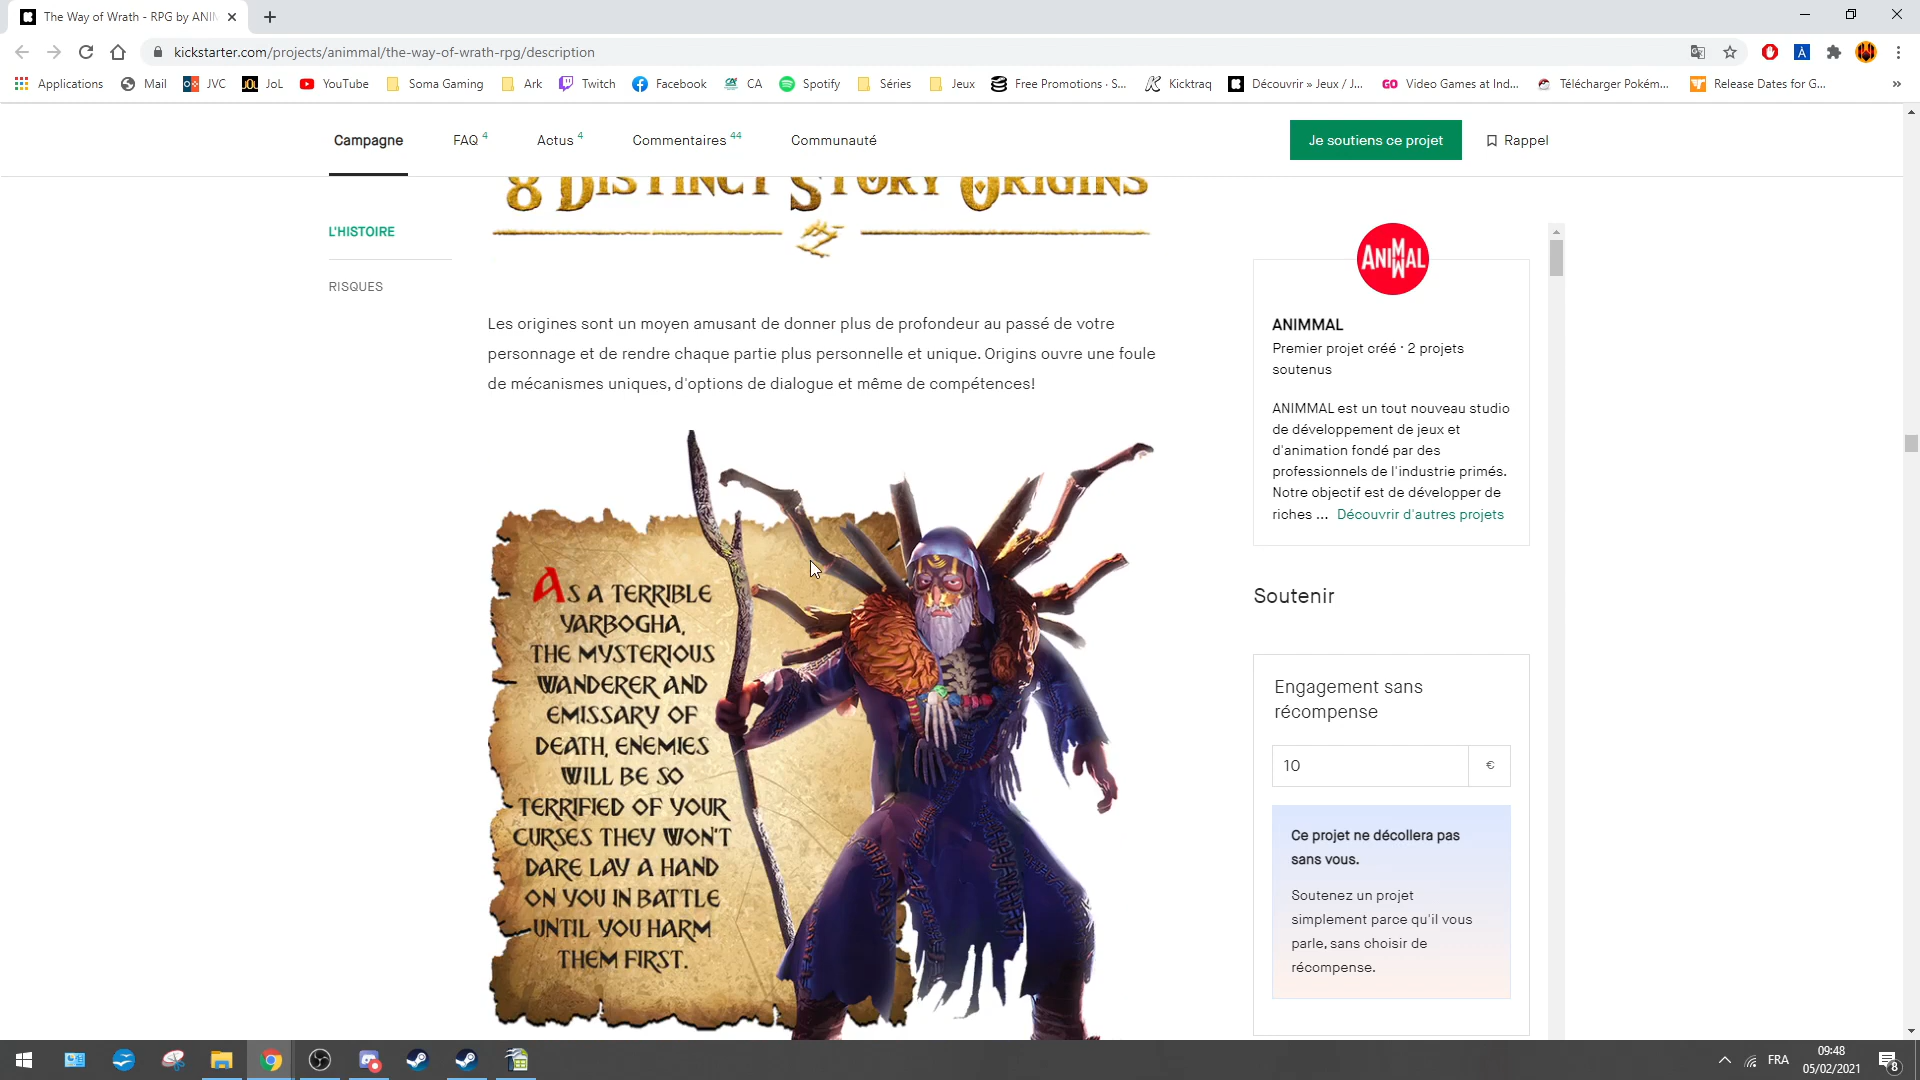 The Way of Wrath - RPG by ANIM
kickstarter.com/projects/animmal/the-way-of-wrath-rpg/description
Applications
Mail
JVC
JoL
YouTube
Soma Gaming
Ark
Twitch
Facebook
CA
Spotify
Séries
Jeux
Free Promotions · S...
Kicktraq
Découvrir » Jeux / J...
GO Video Games at Ind...
Télécharger Pokém...
Release Dates for G...
»
Campagne
FAQ 4
Actus 4
Commentaires 44
Communauté
Je soutiens ce projet
Rappel
8 Distinct Story Origins
L'HISTOIRE
RISQUES
Les origines sont un moyen amusant de donner plus de profondeur au passé de votre
personnage et de rendre chaque partie plus personnelle et unique. Origins ouvre une foule
de mécanismes uniques, d'options de dialogue et même de compétences!
As a terrible
Yarbogha,
the mysterious
wanderer and
emissary of
death, enemies
will be so
terrified of your
curses they won't
dare lay a hand
on you in battle
until you harm
them first.
ANIMMAL
ANIMMAL
Premier projet créé · 2 projets
soutenus
ANIMMAL est un tout nouveau studio
de développement de jeux et
d'animation fondé par des
professionnels de l'industrie primés.
Notre objectif est de développer de
riches ... Découvrir d'autres projets
Soutenir
Engagement sans
récompense
10 €
Ce projet ne décollera pas
sans vous.
Soutenez un projet
simplement parce qu'il vous
parle, sans choisir de
récompense.
FRA
09:48
05/02/2021
8